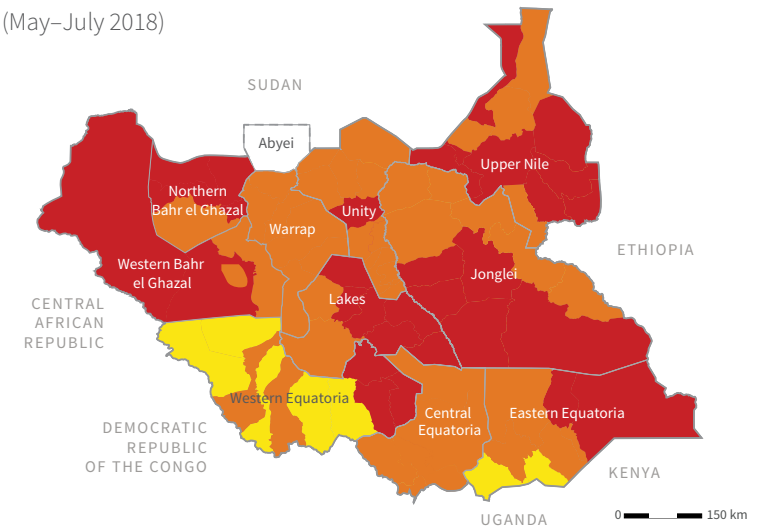 (May–July 2018)
SUDAN
Abyei
Upper Nile
Northern
Bahr el Ghazal
Unity
Warrap
ETHIOPIA
Western Bahr
el Ghazal
Jonglei
Lakes
CENTRAL
AFRICAN
REPUBLIC
Western Equatoria
Central
Equatoria
Eastern Equatoria
DEMOCRATIC
REPUBLIC
OF THE CONGO
KENYA
UGANDA
0 150 km